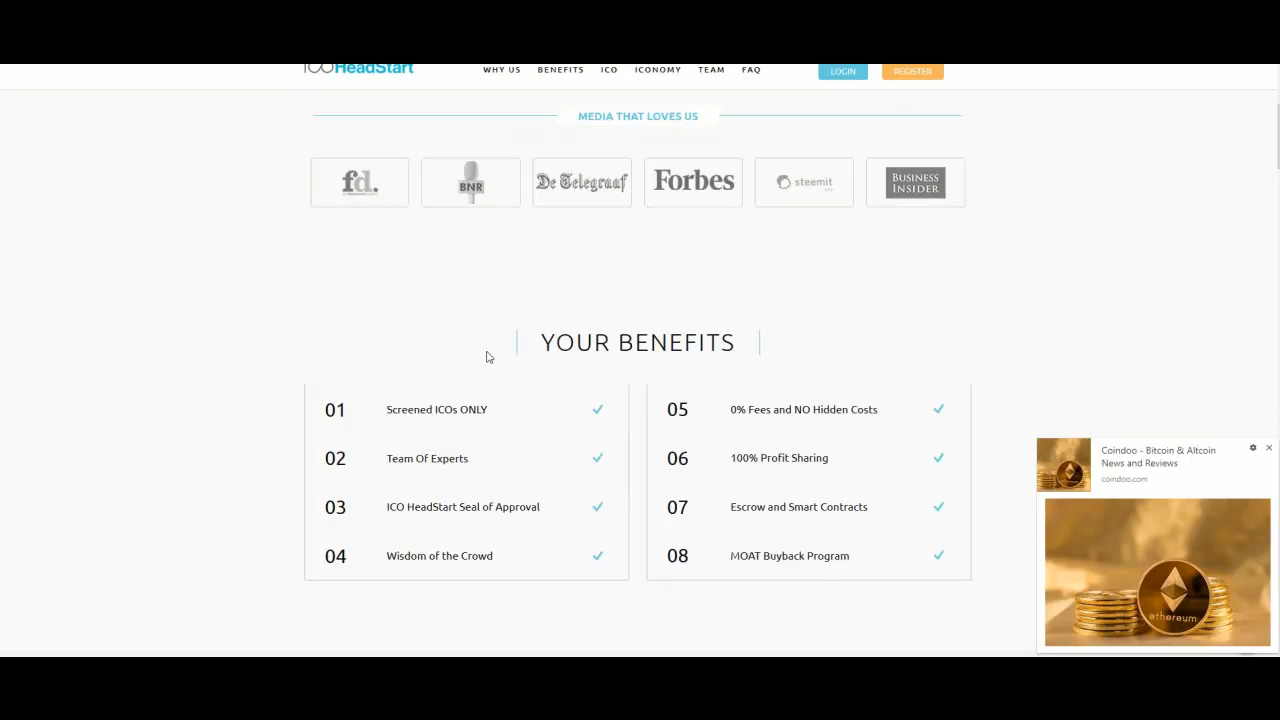 ICOHeadStart
WHY US BENEFITS ICO ICONOMY TEAM FAQ LOGIN REGISTER
MEDIA THAT LOVES US
fd.
BNR
De Telegraaf
Forbes
steemit
BUSINESS
INSIDER
YOUR BENEFITS
01 Screened ICOs ONLY
02 Team Of Experts
03 ICO HeadStart Seal of Approval
04 Wisdom of the Crowd
05 0% Fees and NO Hidden Costs
06 100% Profit Sharing
07 Escrow and Smart Contracts
08 MOAT Buyback Program
Coindoo - Bitcoin & Altcoin
News and Reviews
coindoo.com
ethereum